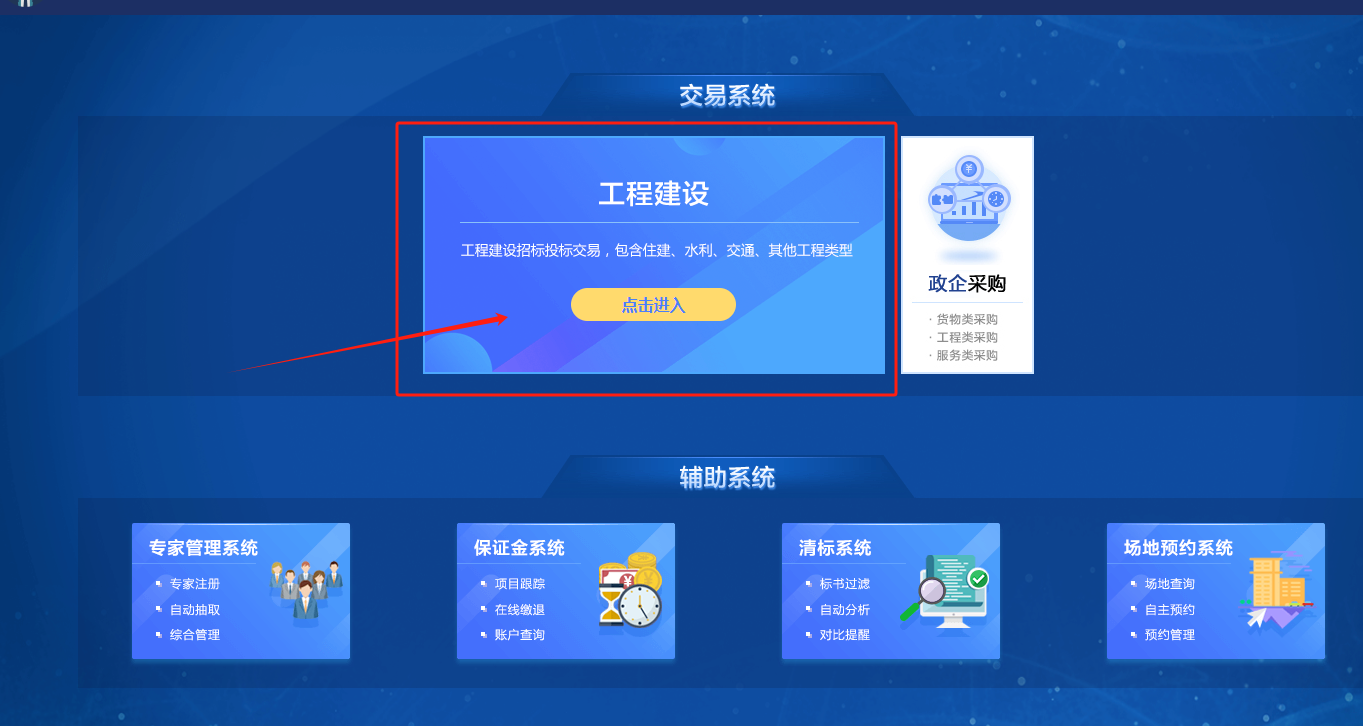 交易系统
工程建设
工程建设招标投标交易，包含住建、水利、交通、其他工程类型
点击进入
政企采购
· 货物类采购
· 工程类采购
· 服务类采购
辅助系统
专家管理系统
专家注册
自动抽取
综合管理
保证金系统
项目跟踪
在线缴退
账户查询
清标系统
标书过滤
自动分析
对比提醒
场地预约系统
场地查询
自主预约
预约管理